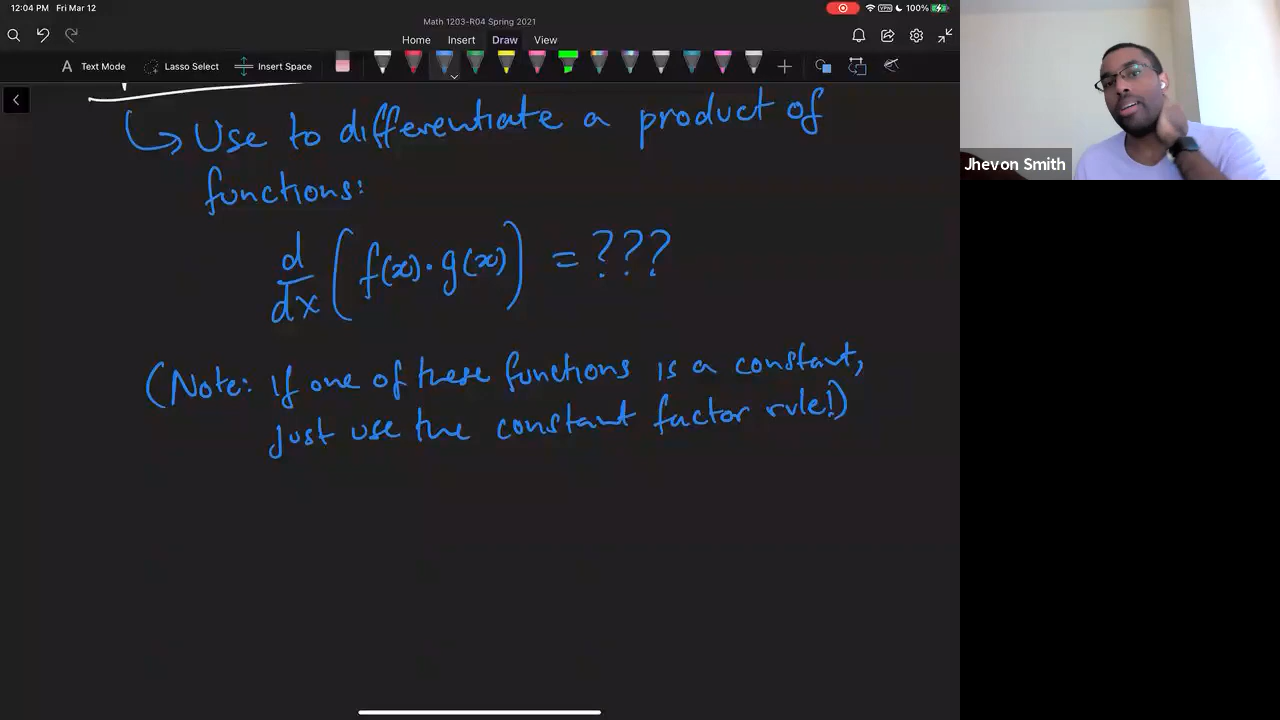 12:04 PM Fri Mar 12
VPN 100%
Math 1203-R04 Spring 2021
Home Insert Draw View
A Text Mode Lasso Select Insert Space
Jhevon Smith
Use to differentiate a product of
functions:
d/dx (f(x)·g(x)) = ???
(Note: if one of these functions is a constant,
just use the constant factor rule!)